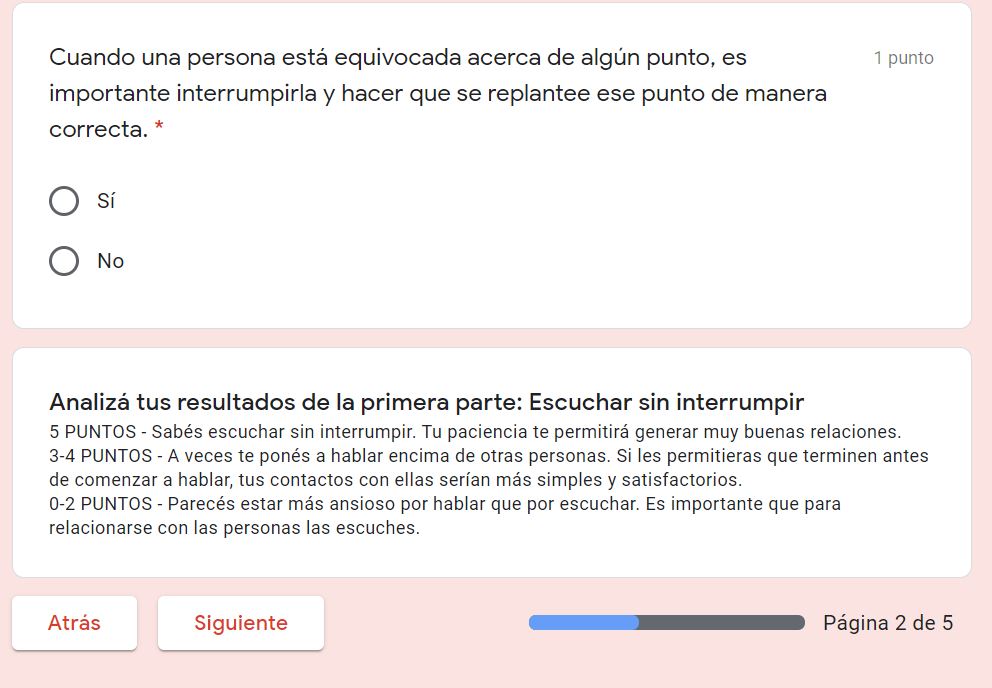 Cuando una persona está equivocada acerca de algún punto, es
1 punto
importante interrumpirla y hacer que se replantee ese punto de manera
correcta. *
Sí
No
Analizá tus resultados de la primera parte: Escuchar sin interrumpir
5 PUNTOS - Sabés escuchar sin interrumpir. Tu paciencia te permitirá generar muy buenas relaciones.
3-4 PUNTOS - A veces te ponés a hablar encima de otras personas. Si les permitieras que terminen antes
de comenzar a hablar, tus contactos con ellas serían más simples y satisfactorios.
0-2 PUNTOS - Parecés estar más ansioso por hablar que por escuchar. Es importante que para
relacionarse con las personas las escuches.
Atrás
Siguiente
Página 2 de 5